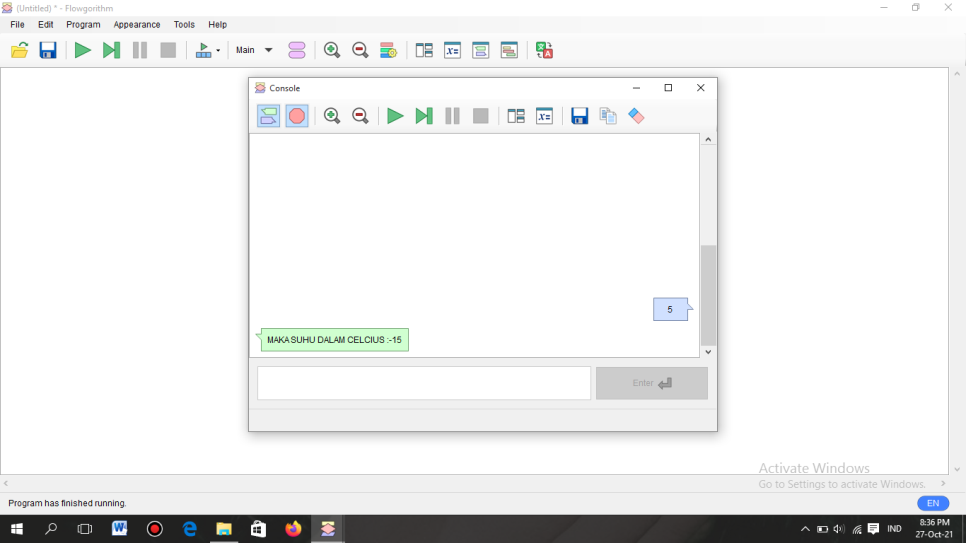 (Untitled) * - Flowgorithm
File Edit Program Appearance Tools Help
Main
x=
Console
x=
5
MAKA SUHU DALAM CELCIUS :-15
Enter
Activate Windows
Go to Settings to activate Windows.
Program has finished running.
EN
IND
8:36 PM
27-Oct-21